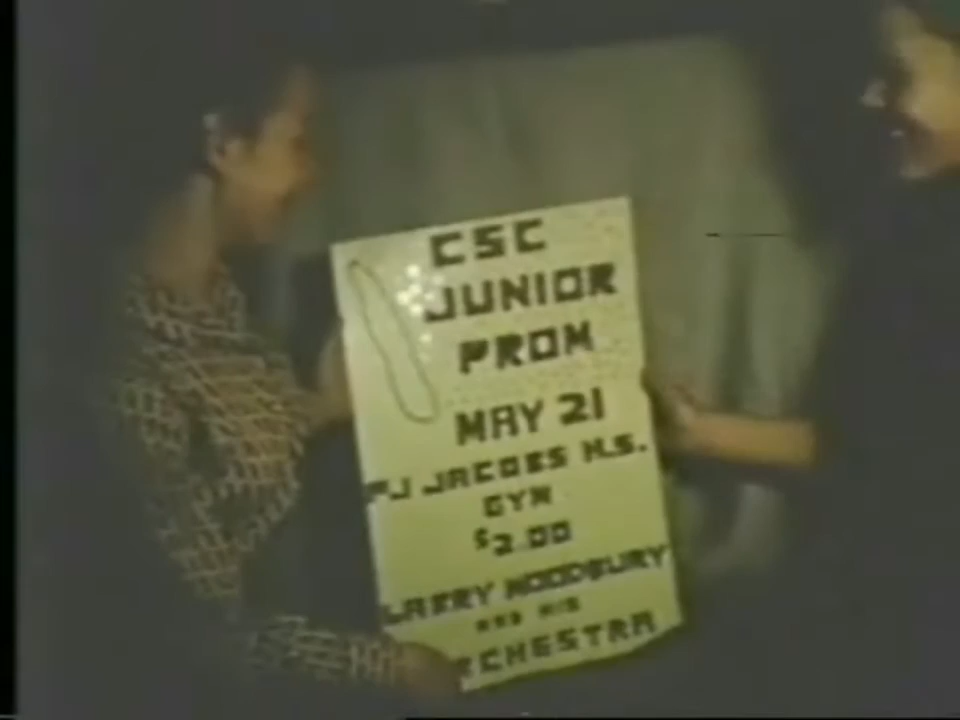 CSC
JUNIOR
PROM
MAY 21
PJ JACOBS H.S.
GYM
$2.00
LARRY WOODBURY
AND HIS
ORCHESTRA